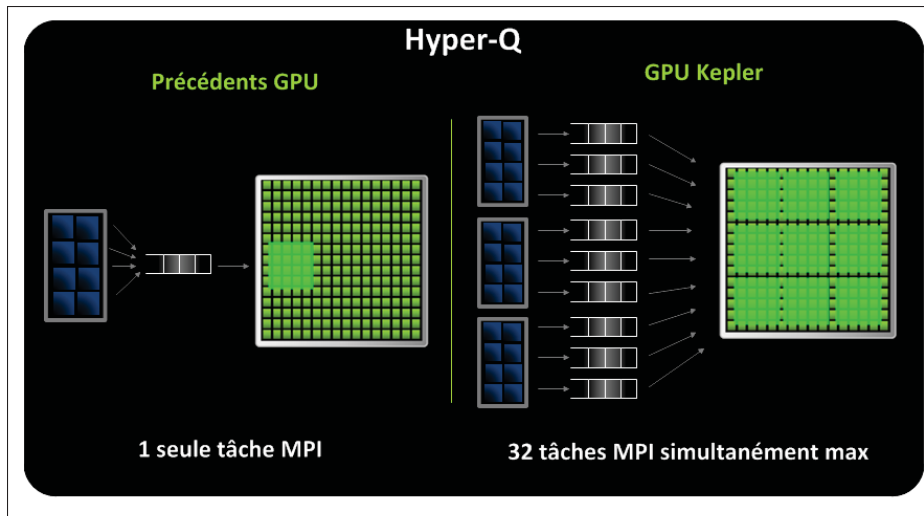 Hyper-Q
Précédents GPU
GPU Kepler
1 seule tâche MPI
32 tâches MPI simultanément max